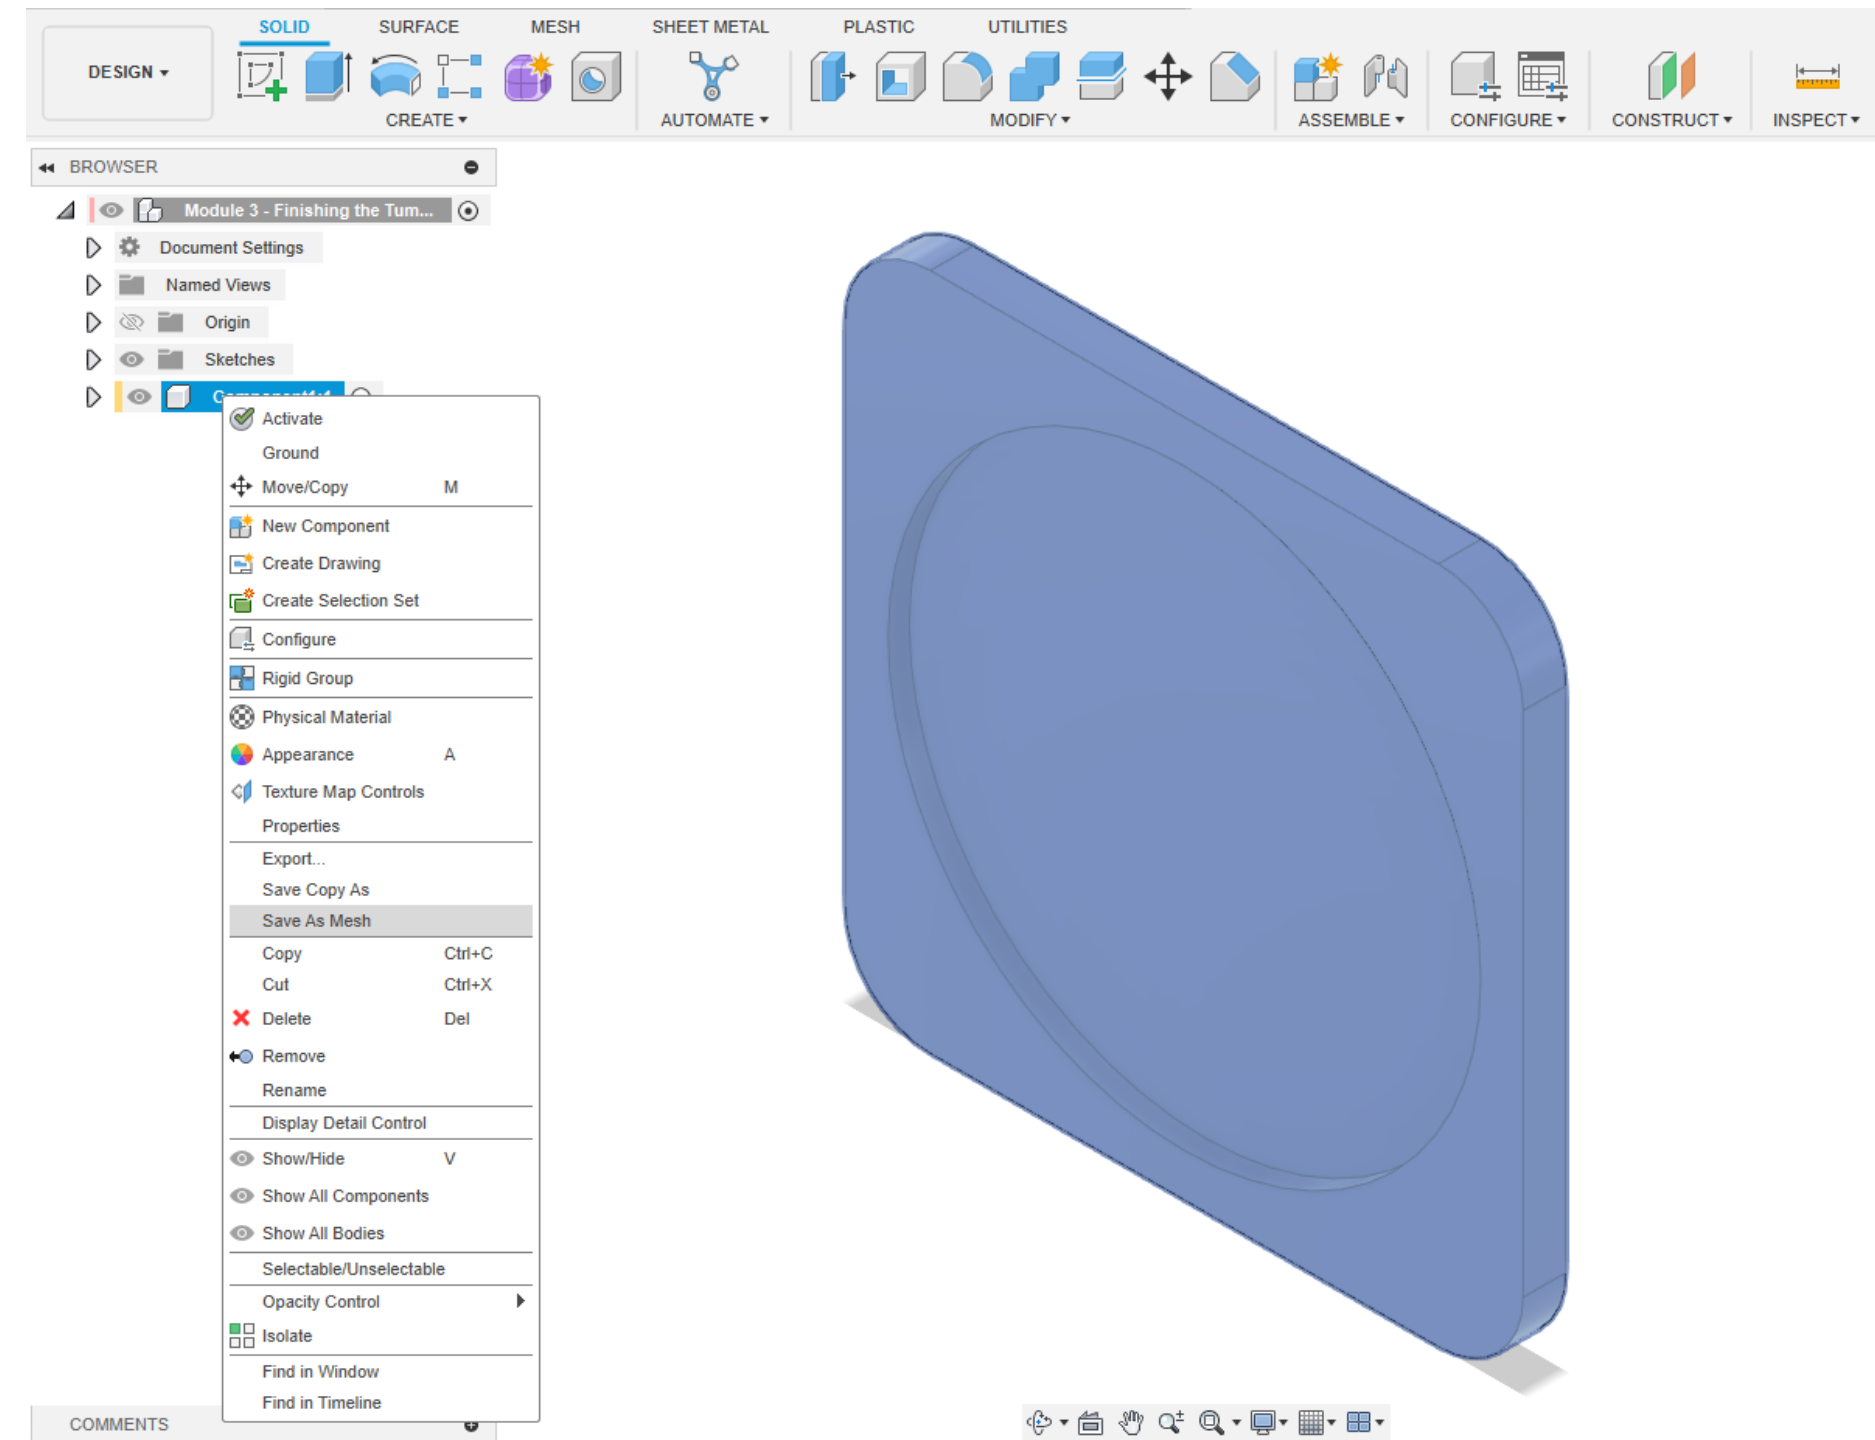 SOLID SURFACE MESH SHEET METAL PLASTIC UTILITIES
DESIGN
CREATE AUTOMATE MODIFY ASSEMBLE CONFIGURE CONSTRUCT INSPECT
BROWSER
Module 3 - Finishing the Tum...
Document Settings
Named Views
Origin
Sketches
Activate
Ground
Move/Copy M
New Component
Create Drawing
Create Selection Set
Configure
Rigid Group
Physical Material
Appearance A
Texture Map Controls
Properties
Export...
Save Copy As
Save As Mesh
Copy Ctrl+C
Cut Ctrl+X
Delete Del
Remove
Rename
Display Detail Control
Show/Hide V
Show All Components
Show All Bodies
Selectable/Unselectable
Opacity Control
Isolate
Find in Window
Find in Timeline
COMMENTS